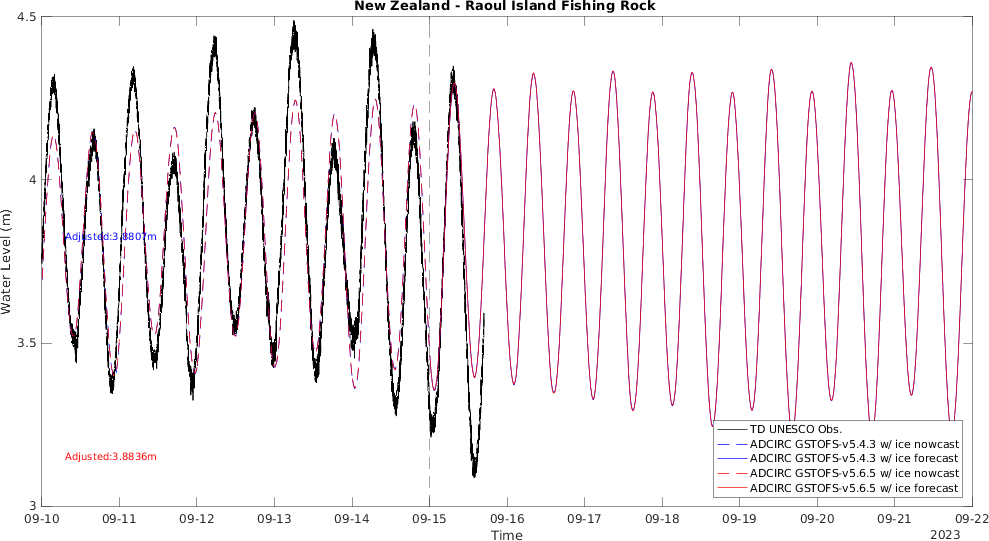 New Zealand - Raoul Island Fishing Rock
4.5
4
3.5
3
Water Level (m)
Adjusted:3.8807m
Adjusted:3.8836m
TD UNESCO Obs.
ADCIRC GSTOFS-v5.4.3 w/ ice nowcast
ADCIRC GSTOFS-v5.4.3 w/ ice forecast
ADCIRC GSTOFS-v5.6.5 w/ ice nowcast
ADCIRC GSTOFS-v5.6.5 w/ ice forecast
09-10 09-11 09-12 09-13 09-14 09-15 09-16 09-17 09-18 09-19 09-20 09-21 09-22
Time
2023